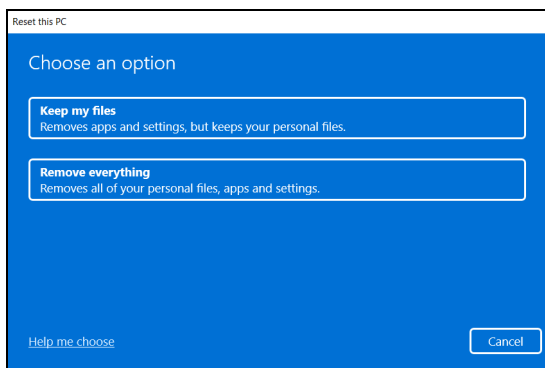 Reset this PC
Choose an option
Keep my files
Removes apps and settings, but keeps your personal files.
Remove everything
Removes all of your personal files, apps and settings.
Help me choose
Cancel